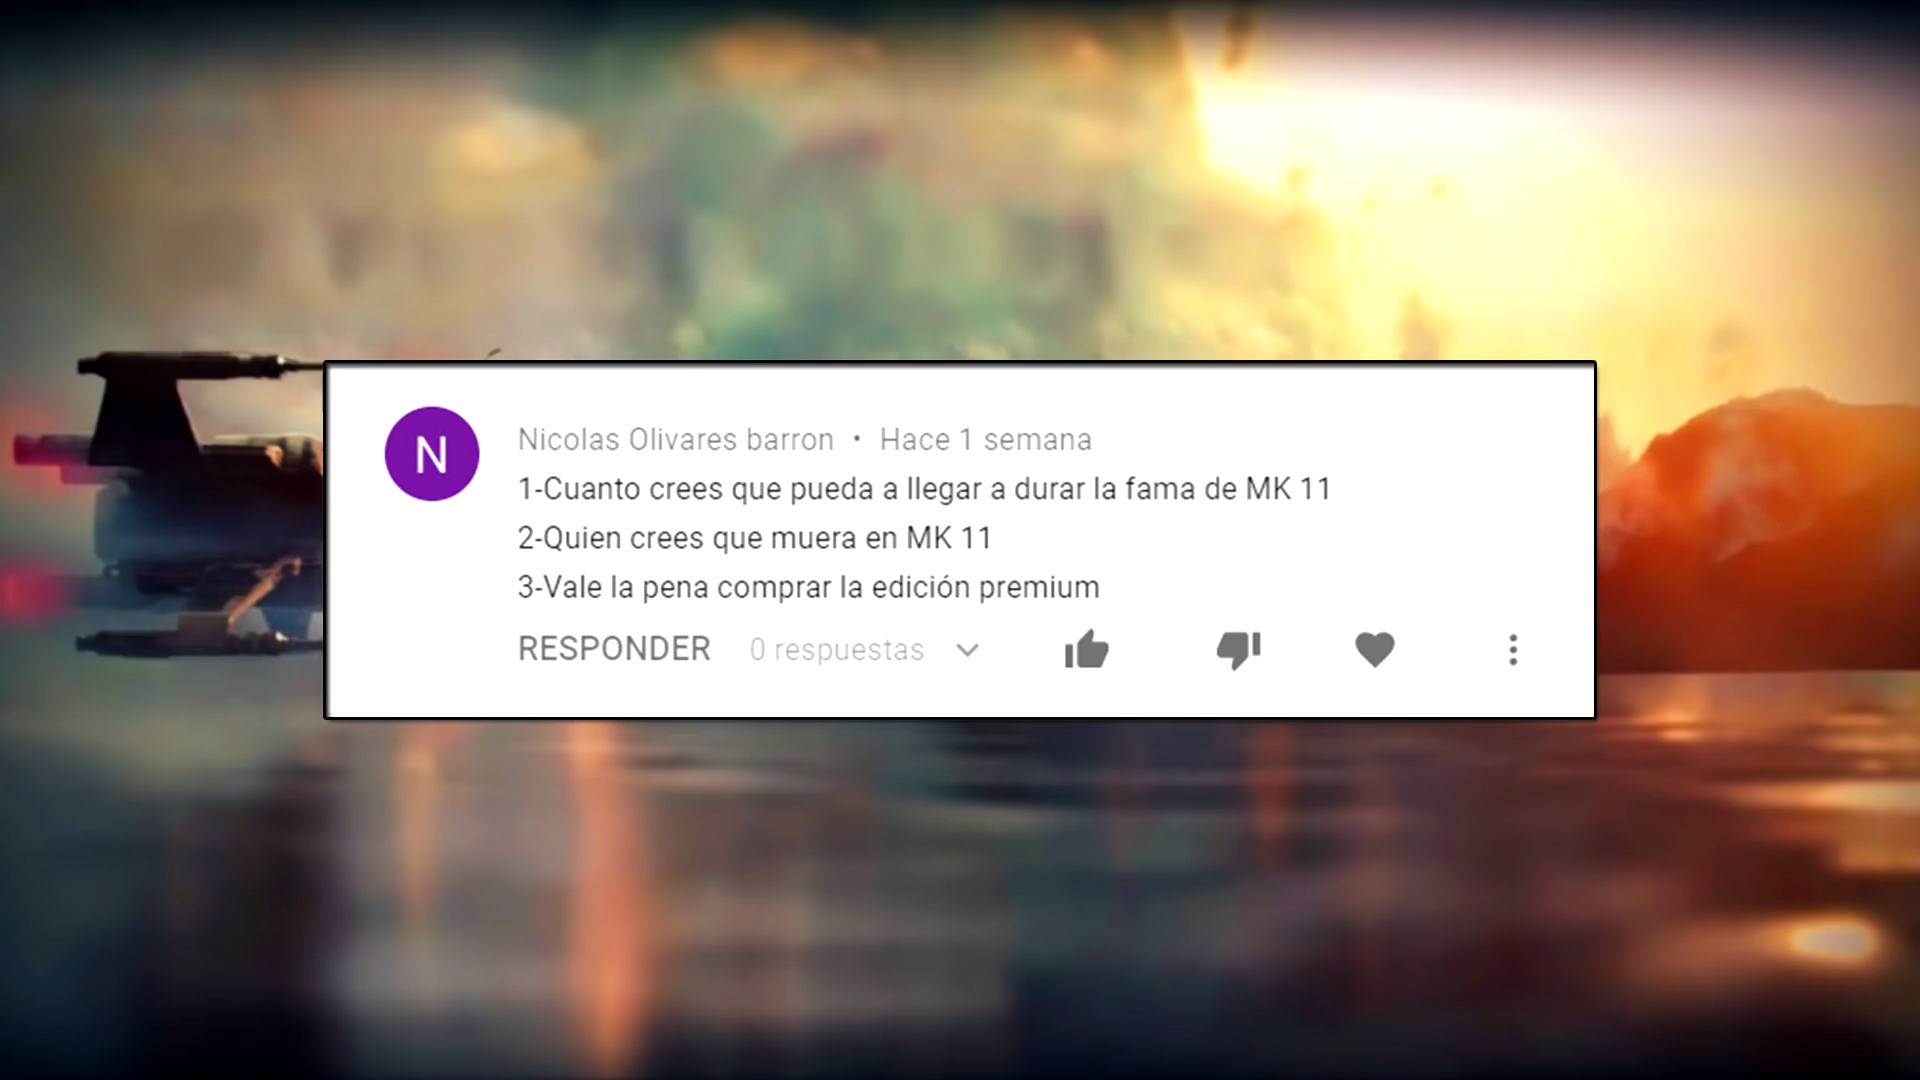 N
Nicolas Olivares barron • Hace 1 semana
1-Cuanto crees que pueda a llegar a durar la fama de MK 11
2-Quien crees que muera en MK 11
3-Vale la pena comprar la edición premium
RESPONDER 0 respuestas